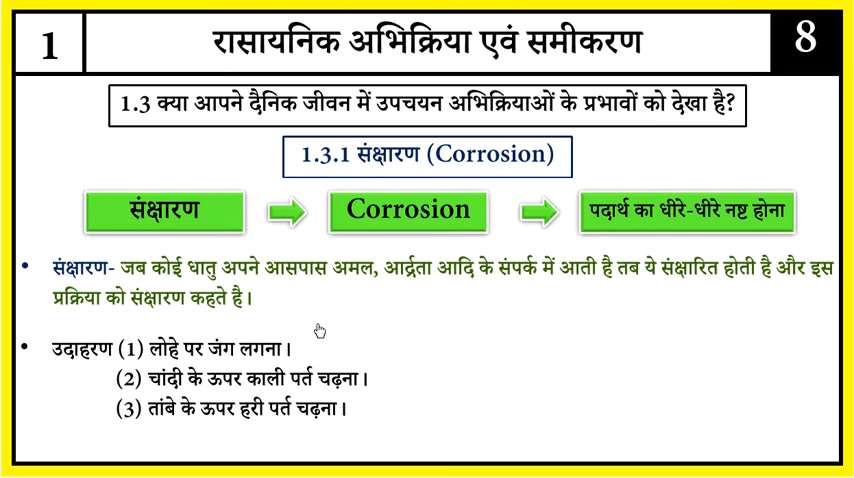 1
रासायनिक अभिक्रिया एवं समीकरण
8
1.3 क्या आपने दैनिक जीवन में उपचयन अभिक्रियाओं के प्रभावों को देखा है?
1.3.1 संक्षारण (Corrosion)
संक्षारण
Corrosion
पदार्थ का धीरे-धीरे नष्ट होना
• संक्षारण- जब कोई धातु अपने आसपास अमल, आर्द्रता आदि के संपर्क में आती है तब ये संक्षारित होती है और इस
प्रक्रिया को संक्षारण कहते है।
• उदाहरण (1) लोहे पर जंग लगना।
(2) चांदी के ऊपर काली पर्त चढ़ना।
(3) तांबे के ऊपर हरी पर्त चढ़ना।